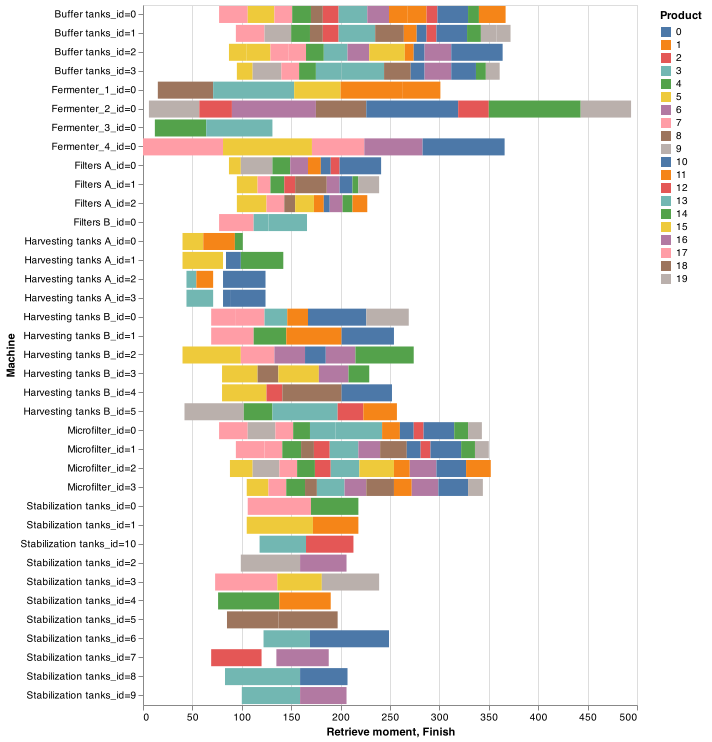 Product
0
1
2
3
4
5
6
7
8
9
10
11
12
13
14
15
16
17
18
19
Machine
Buffer tanks_id=0
Buffer tanks_id=1
Buffer tanks_id=2
Buffer tanks_id=3
Fermenter_1_id=0
Fermenter_2_id=0
Fermenter_3_id=0
Fermenter_4_id=0
Filters A_id=0
Filters A_id=1
Filters A_id=2
Filters B_id=0
Harvesting tanks A_id=0
Harvesting tanks A_id=1
Harvesting tanks A_id=2
Harvesting tanks A_id=3
Harvesting tanks B_id=0
Harvesting tanks B_id=1
Harvesting tanks B_id=2
Harvesting tanks B_id=3
Harvesting tanks B_id=4
Harvesting tanks B_id=5
Microfilter_id=0
Microfilter_id=1
Microfilter_id=2
Microfilter_id=3
Stabilization tanks_id=0
Stabilization tanks_id=1
Stabilization tanks_id=10
Stabilization tanks_id=2
Stabilization tanks_id=3
Stabilization tanks_id=4
Stabilization tanks_id=5
Stabilization tanks_id=6
Stabilization tanks_id=7
Stabilization tanks_id=8
Stabilization tanks_id=9
0 50 100 150 200 250 300 350 400 450 500
Retrieve moment, Finish